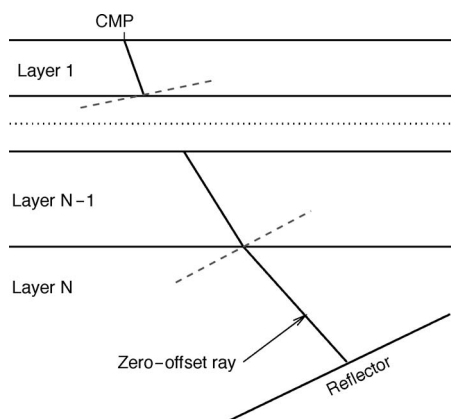 CMP
Layer 1
Layer N−1
Layer N
Zero−offset ray
Reflector